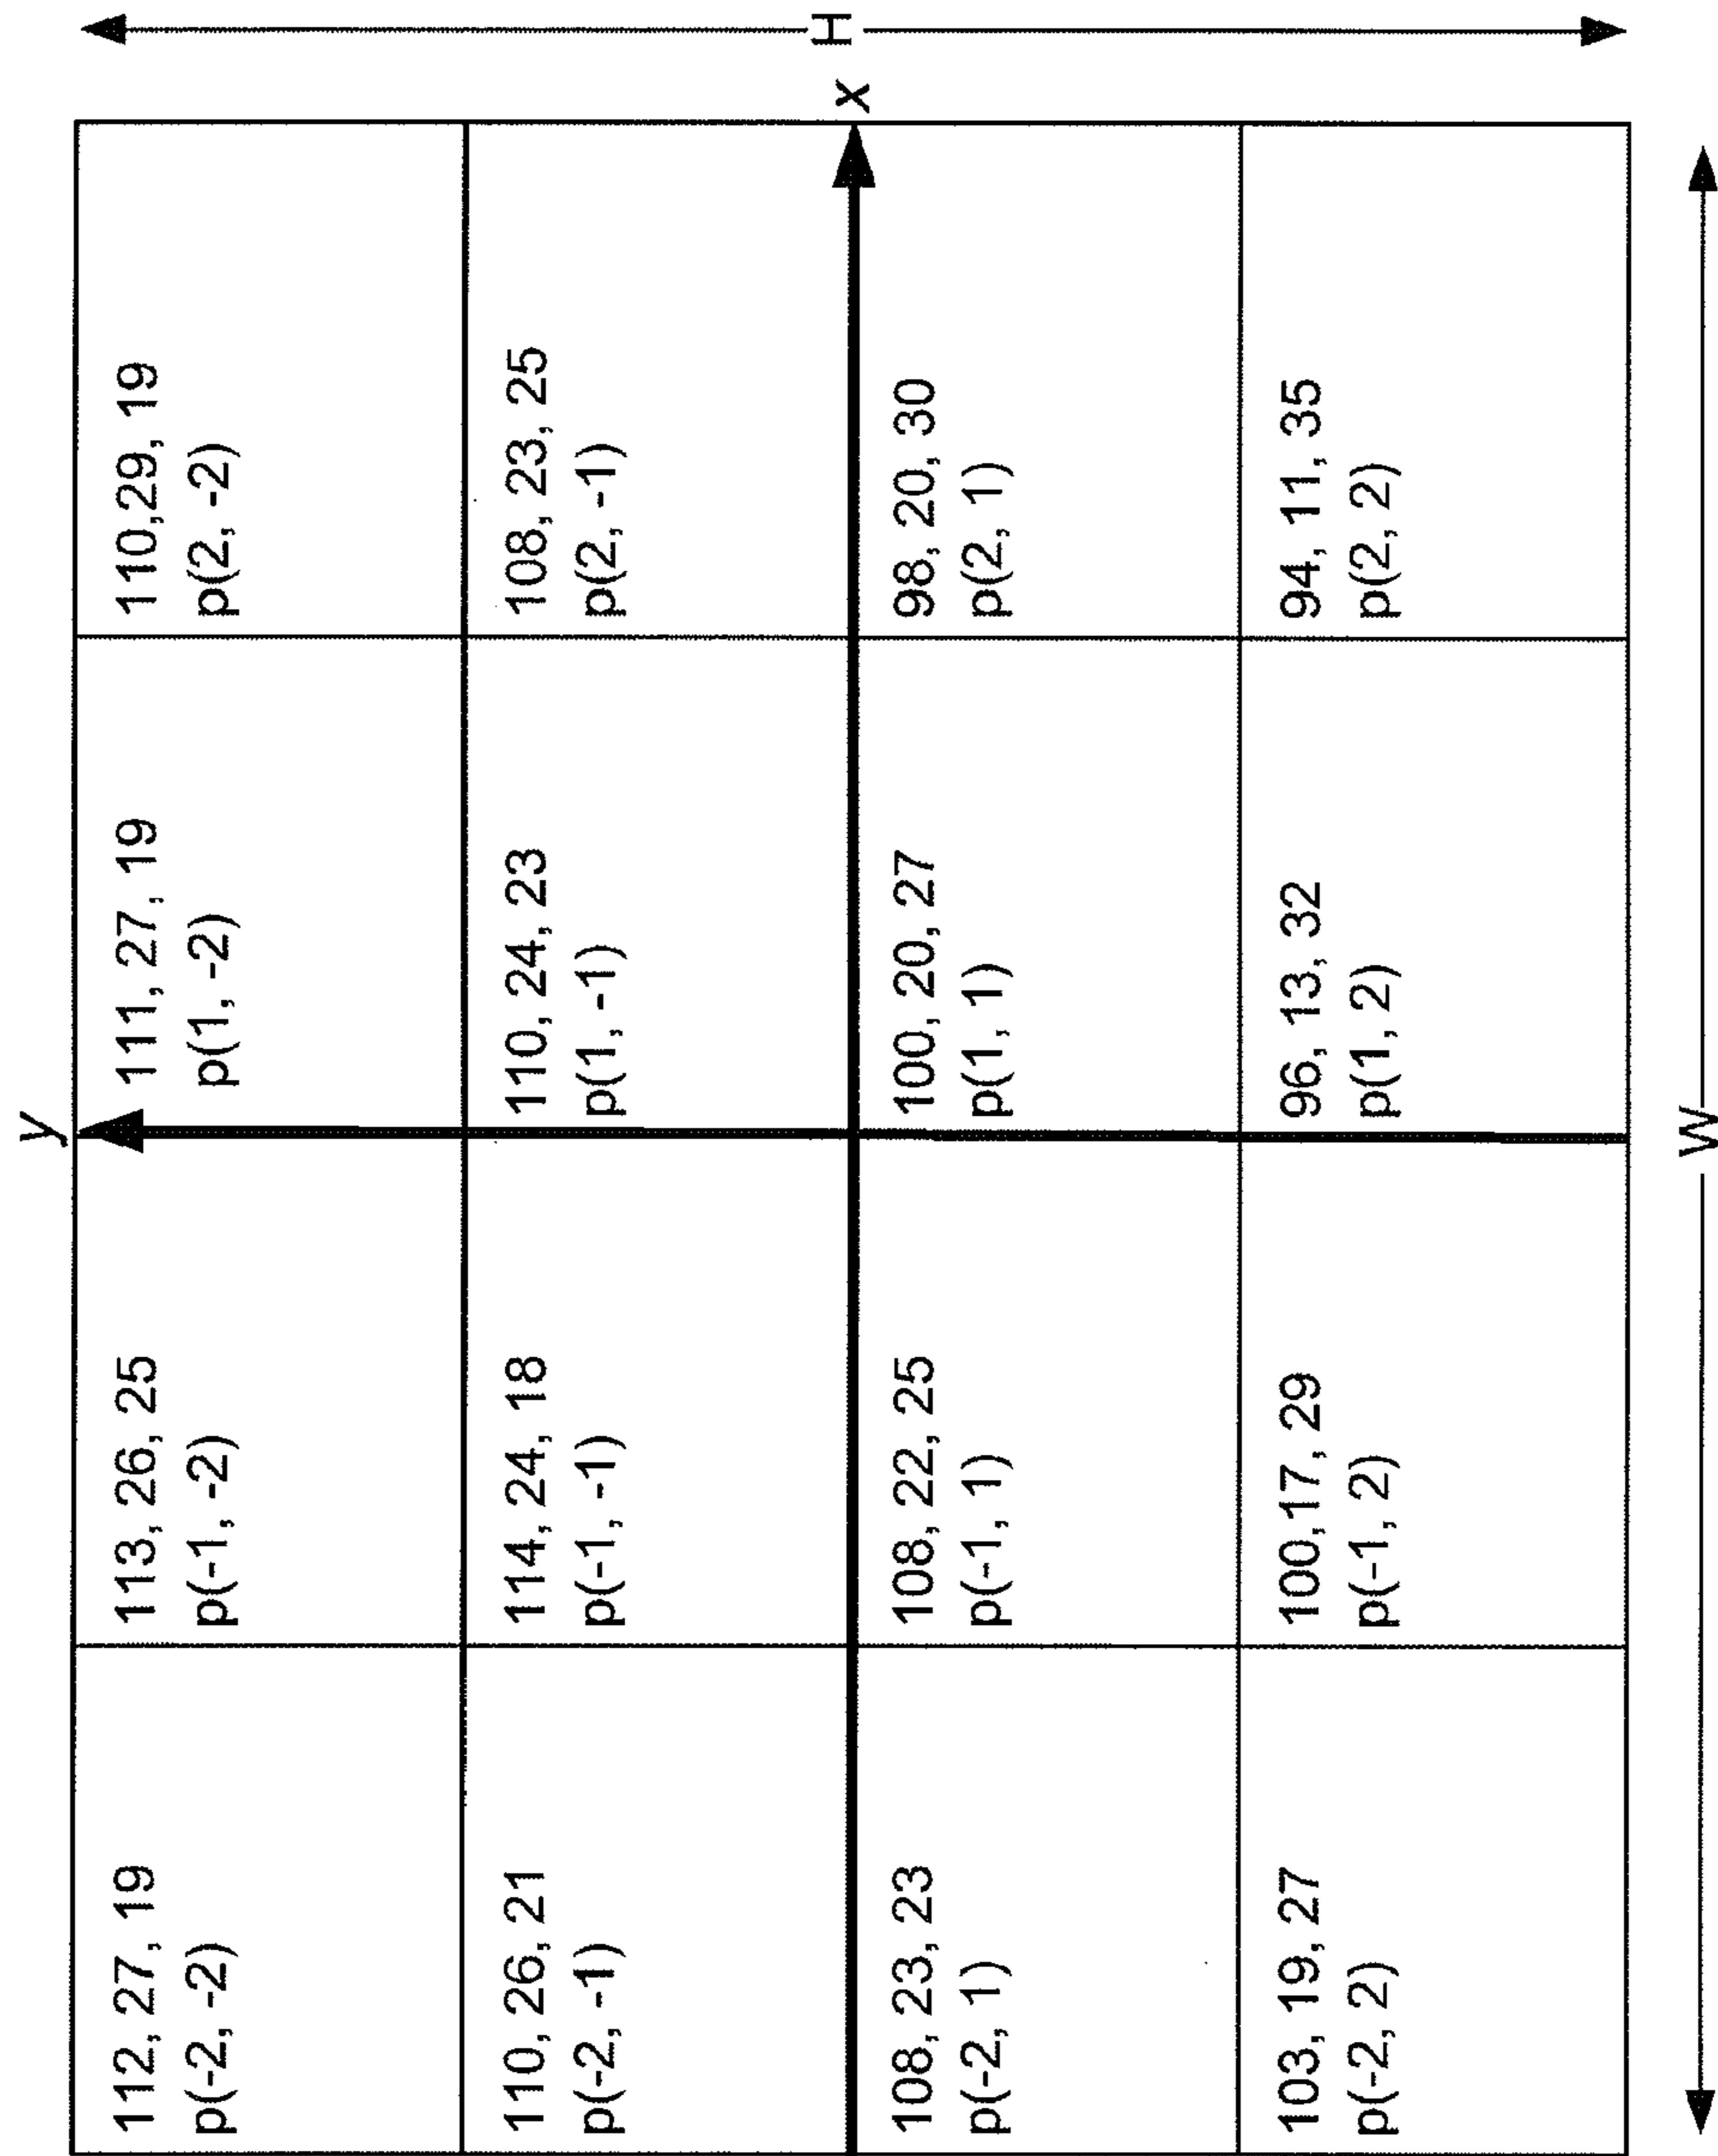 y
112, 27, 19
p(-2, -2)
113, 26, 25
p(-1, -2)
111, 27, 19
p(1, -2)
110,29, 19
p(2, -2)
110, 26, 21
p(-2, -1)
114, 24, 18
p(-1, -1)
110, 24, 23
p(1, -1)
108, 23, 25
p(2, -1)
H
x
108, 23, 23
p(-2, 1)
108, 22, 25
p(-1, 1)
100, 20, 27
p(1, 1)
98, 20, 30
p(2, 1)
103, 19, 27
p(-2, 2)
100,17, 29
p(-1, 2)
96, 13, 32
p(1, 2)
94, 11, 35
p(2, 2)
W